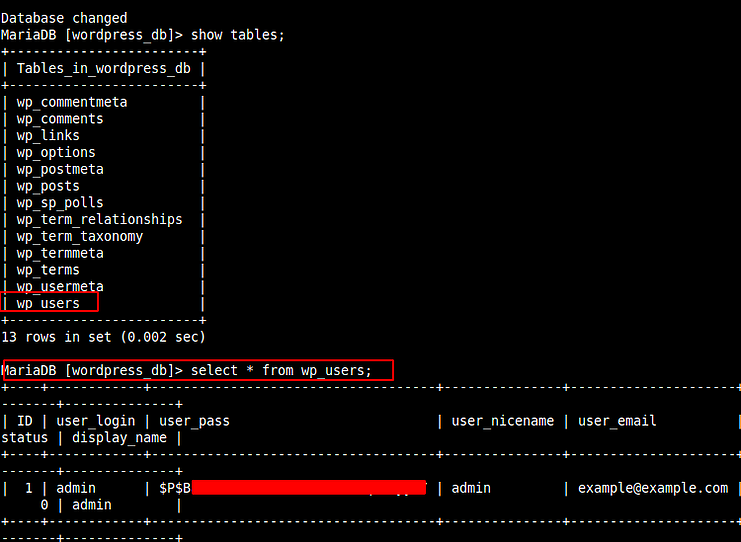 Database changed
MariaDB [wordpress_db]> show tables;
+------------------------+
| Tables_in_wordpress_db |
+------------------------+
| wp_commentmeta |
| wp_comments |
| wp_links |
| wp_options |
| wp_postmeta |
| wp_posts |
| wp_sp_polls |
| wp_term_relationships |
| wp_term_taxonomy |
| wp_termmeta |
| wp_terms |
| wp_usermeta |
| wp_users |
+------------------------+
13 rows in set (0.002 sec)
MariaDB [wordpress_db]> select * from wp_users;
+----+------------+------------------------------------+---------------+---------------------
-------+--------------+
| ID | user_login | user_pass | user_nicename | user_email |
status | display_name |
+----+------------+------------------------------------+---------------+---------------------
-------+--------------+
| 1 | admin | $P$B | admin | example@example.com |
0 | admin |
+----+------------+------------------------------------+---------------+---------------------
-------+--------------+